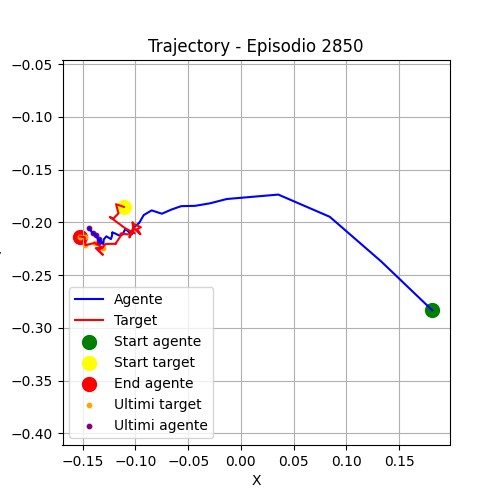 Trajectory - Episodio 2850
−0.05
−0.10
−0.15
−0.20
−0.25
−0.30
−0.35
−0.40
Agente
Target
Start agente
Start target
End agente
Ultimi target
Ultimi agente
−0.15 −0.10 −0.05 0.00 0.05 0.10 0.15
X